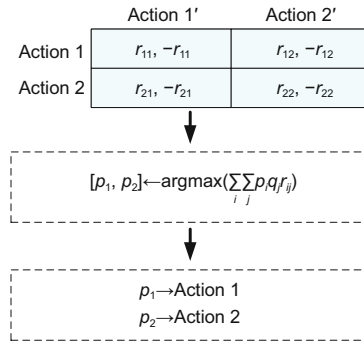 Action 1′ Action 2′
Action 1 r₁₁, −r₁₁ r₁₂, −r₁₂
Action 2 r₂₁, −r₂₁ r₂₂, −r₂₂
[p₁, p₂]←argmax(∑∑pᵢqⱼrᵢⱼ)
i j
p₁→Action 1
p₂→Action 2